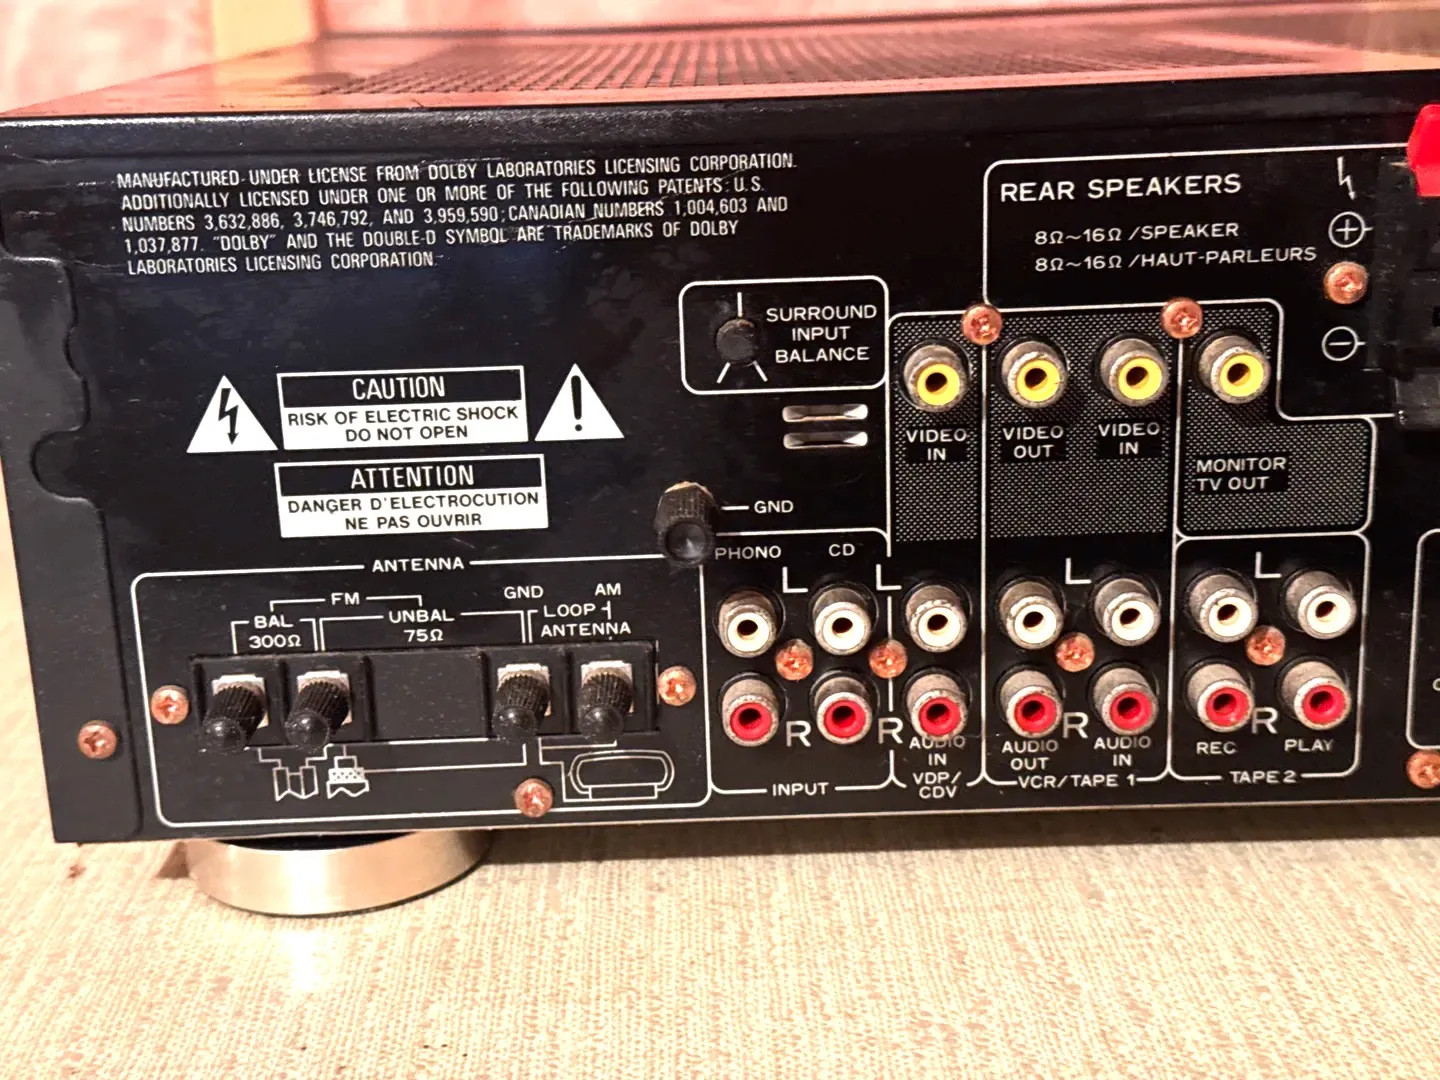 MANUFACTURED UNDER LICENSE FROM DOLBY LABORATORIES LICENSING CORPORATION.
ADDITIONALLY LICENSED UNDER ONE OR MORE OF THE FOLLOWING PATENTS: U.S.
NUMBERS 3,632,886, 3,746,792, AND 3,959,590; CANADIAN NUMBERS 1,004,603 AND
1,037,877. "DOLBY" AND THE DOUBLE-D SYMBOL ARE TRADEMARKS OF DOLBY
LABORATORIES LICENSING CORPORATION.
REAR SPEAKERS
8Ω~16Ω /SPEAKER
8Ω~16Ω /HAUT-PARLEURS
+
−
SURROUND
INPUT
BALANCE
CAUTION
RISK OF ELECTRIC SHOCK
DO NOT OPEN
!
ATTENTION
DANGER D'ELECTROCUTION
NE PAS OUVRIR
VIDEO
IN
VIDEO
OUT
VIDEO
IN
MONITOR
TV OUT
GND
PHONO
CD
ANTENNA
FM
BAL
300Ω
UNBAL
75Ω
GND
AM
LOOP
ANTENNA
L
L
L
L
R
R
R
R
INPUT
AUDIO
IN
VDP/
CDV
AUDIO
OUT
AUDIO
IN
VCR/TAPE 1
REC
PLAY
TAPE 2